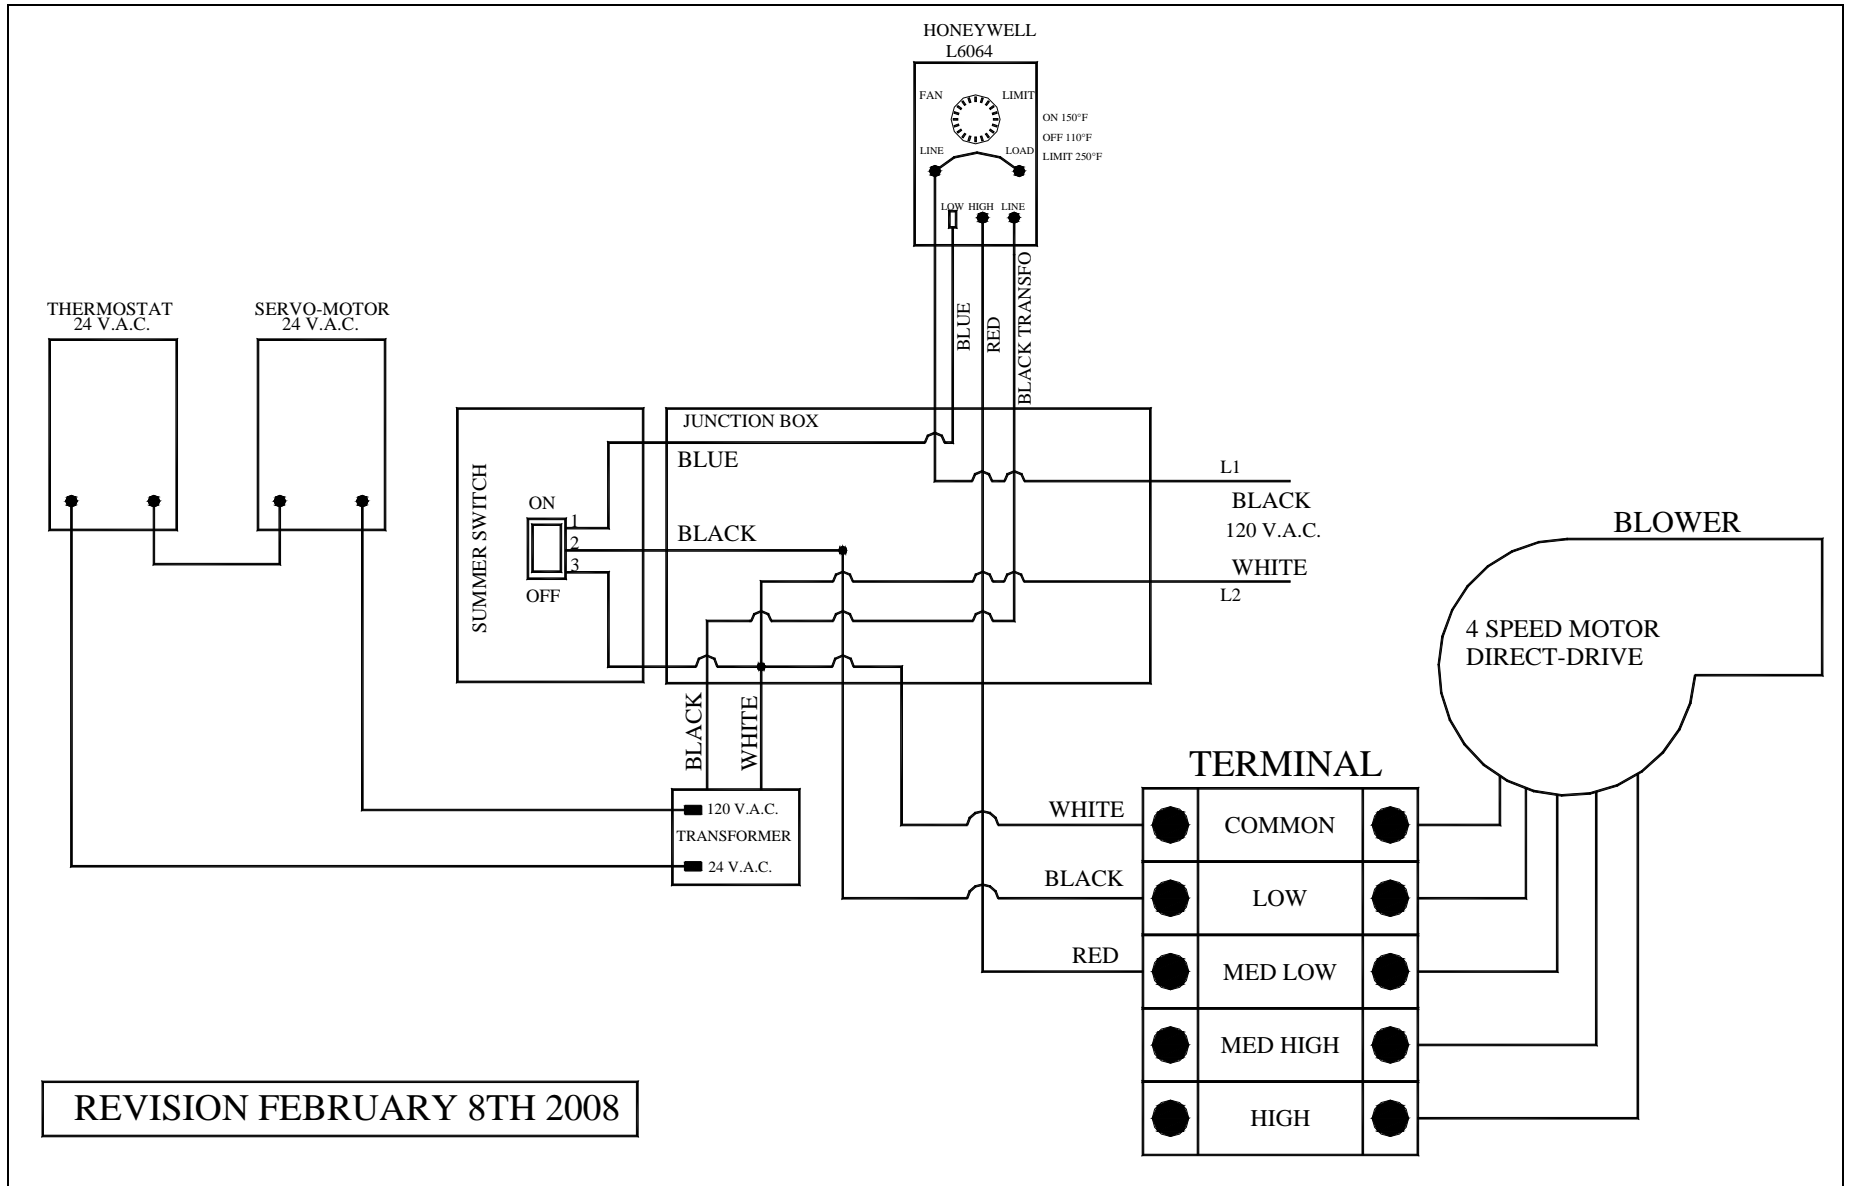 HONEYWELL
L6064
FAN
LIMIT
ON 150°F
OFF 110°F
LIMIT 250°F
LINE
LOAD
LOW
HIGH
LINE
BLUE
RED
BLACK TRANSFO
THERMOSTAT
24 V.A.C.
SERVO-MOTOR
24 V.A.C.
SUMMER SWITCH
ON
1
2
3
OFF
JUNCTION BOX
BLUE
BLACK
L1
BLACK
120 V.A.C.
WHITE
L2
BLACK
WHITE
120 V.A.C.
TRANSFORMER
24 V.A.C.
BLOWER
4 SPEED MOTOR
DIRECT-DRIVE
TERMINAL
WHITE
COMMON
BLACK
LOW
RED
MED LOW
MED HIGH
HIGH
REVISION FEBRUARY 8TH 2008